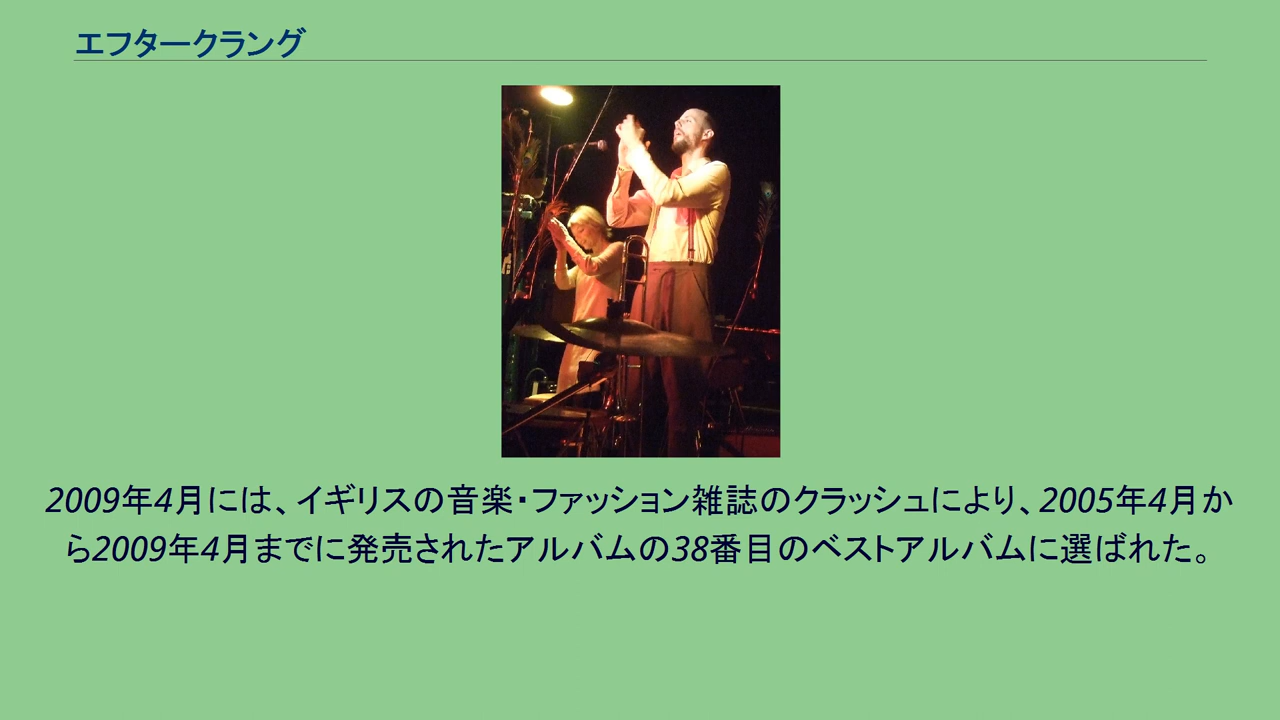 エフタークラング
2009年4月には、イギリスの音楽・ファッション雑誌のクラッシュにより、2005年4月か
ら2009年4月までに発売されたアルバムの38番目のベストアルバムに選ばれた。